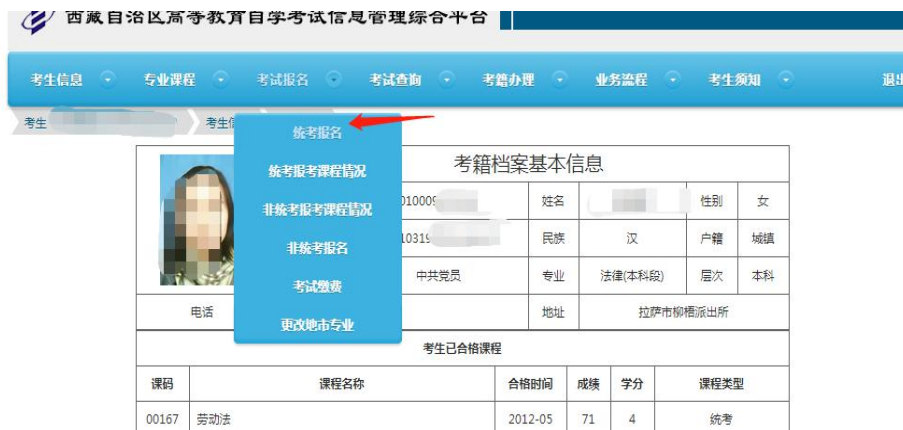 西藏自治区高等教育自学考试信息管理综合平台
考生信息 专业课程 考试报名 考试查询 考籍办理 业务流程 考生须知 退出
考生 考生信
统考报名
统考报考课程情况
非统考报考课程情况
非统考报名
考试缴费
更改地市专业
考籍档案基本信息
01000 姓名 性别 女
10319 民族 汉 户籍 城镇
中共党员 专业 法律(本科段) 层次 本科
电话 地址 拉萨市柳梧派出所
考生已合格课程
课码 课程名称 合格时间 成绩 学分 课程类型
00167 劳动法 2012-05 71 4 统考